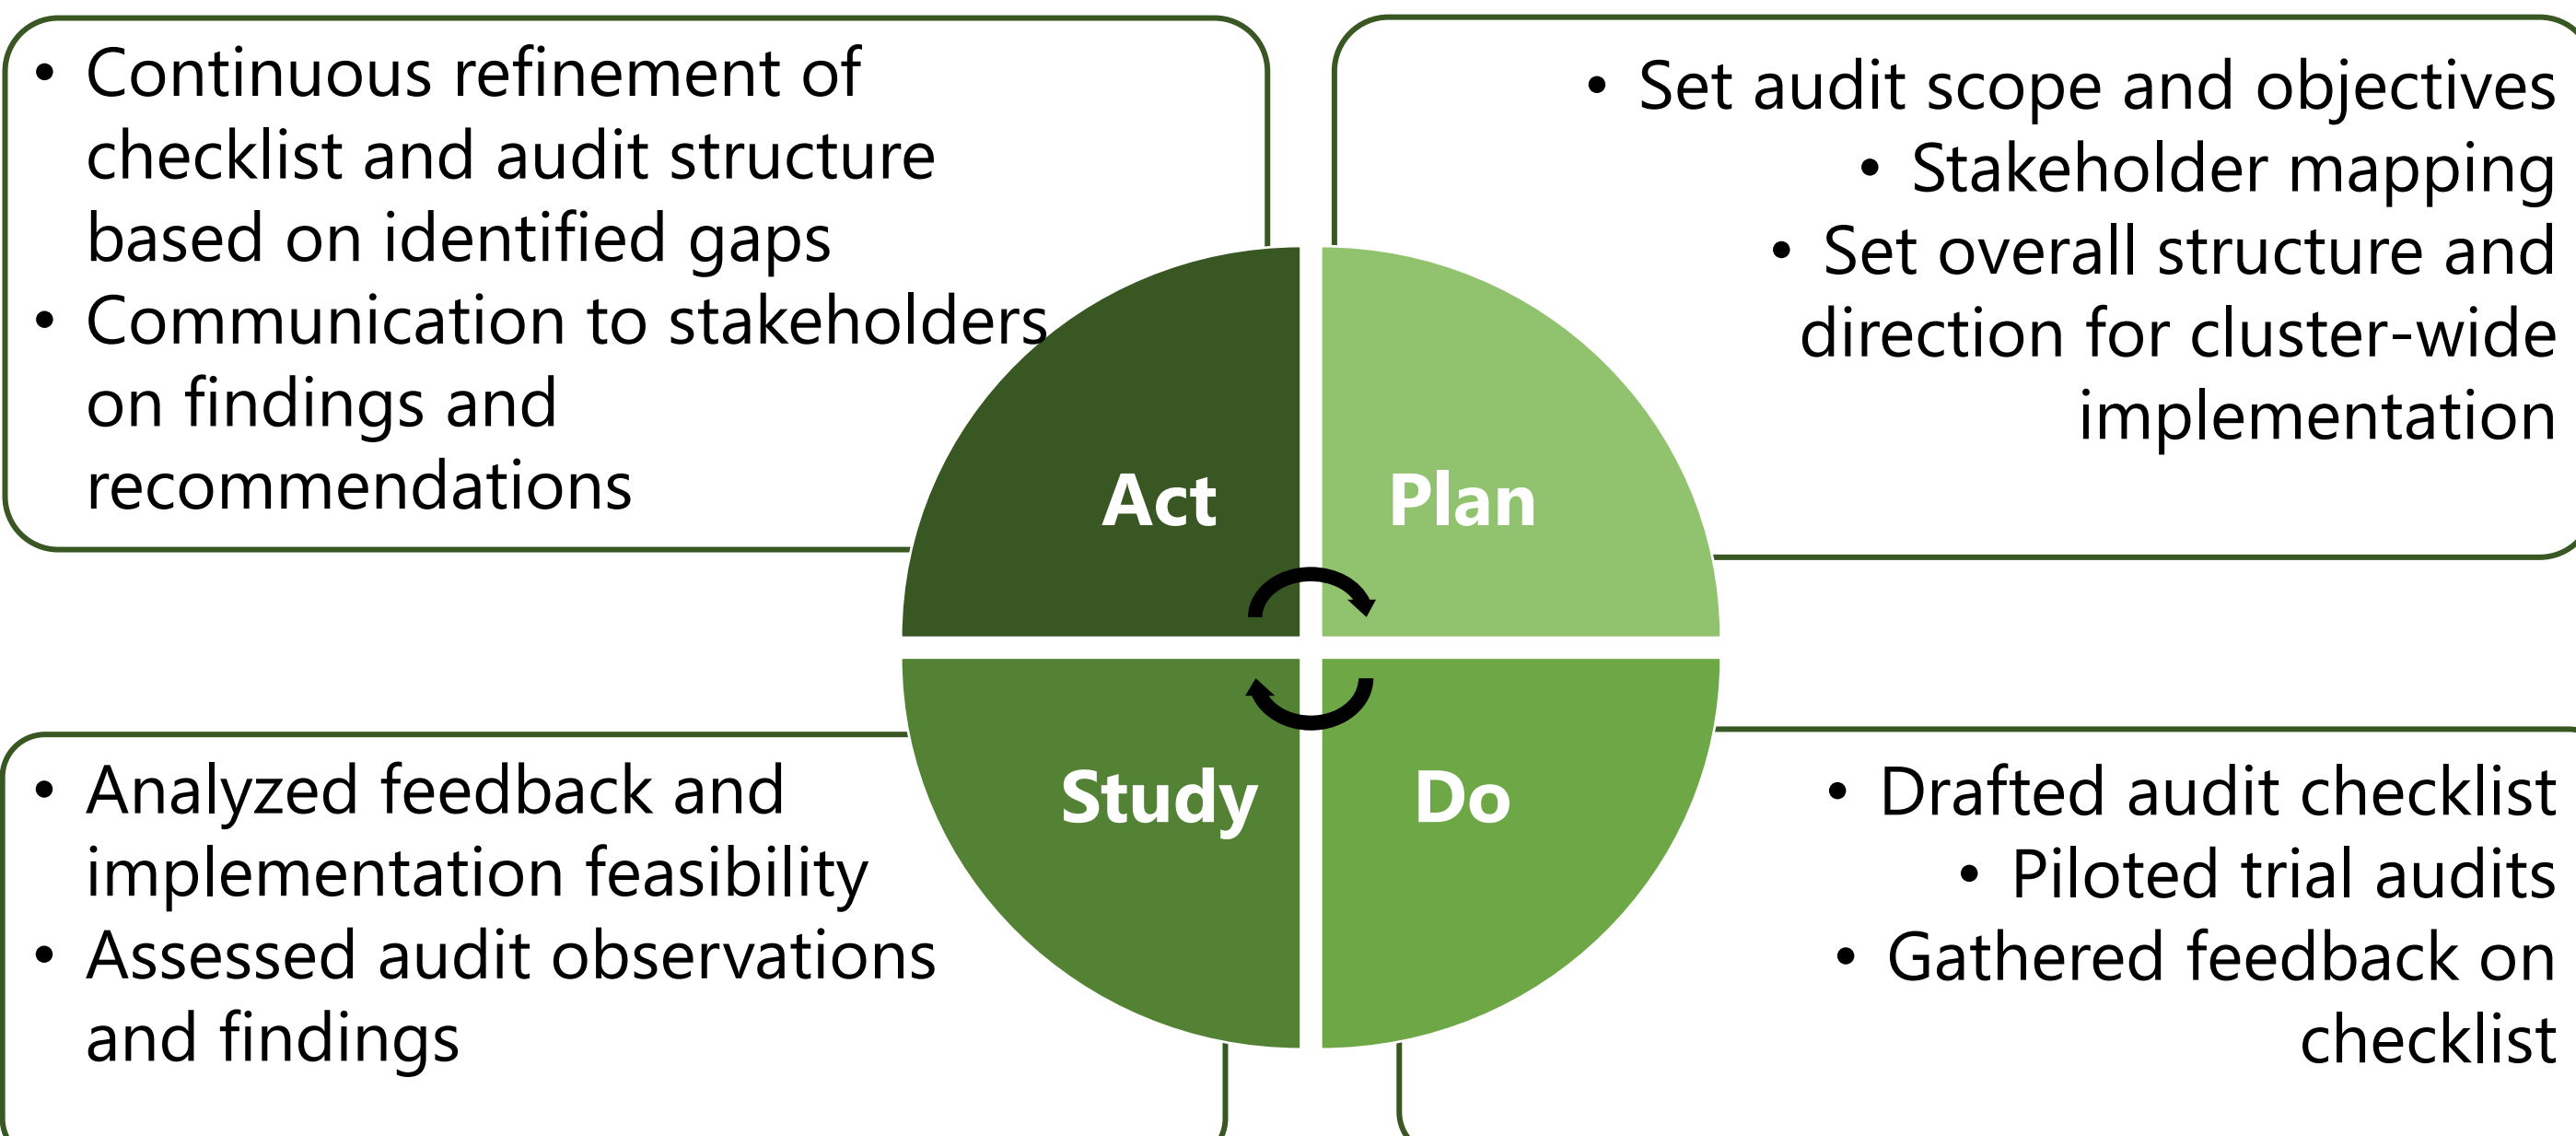 • Continuous refinement of
checklist and audit structure
based on identified gaps
• Communication to stakeholders
on findings and
recommendations
• Set audit scope and objectives
• Stakeholder mapping
• Set overall structure and
direction for cluster-wide
implementation
Act
Plan
Study
Do
• Analyzed feedback and
implementation feasibility
• Assessed audit observations
and findings
• Drafted audit checklist
• Piloted trial audits
• Gathered feedback on
checklist